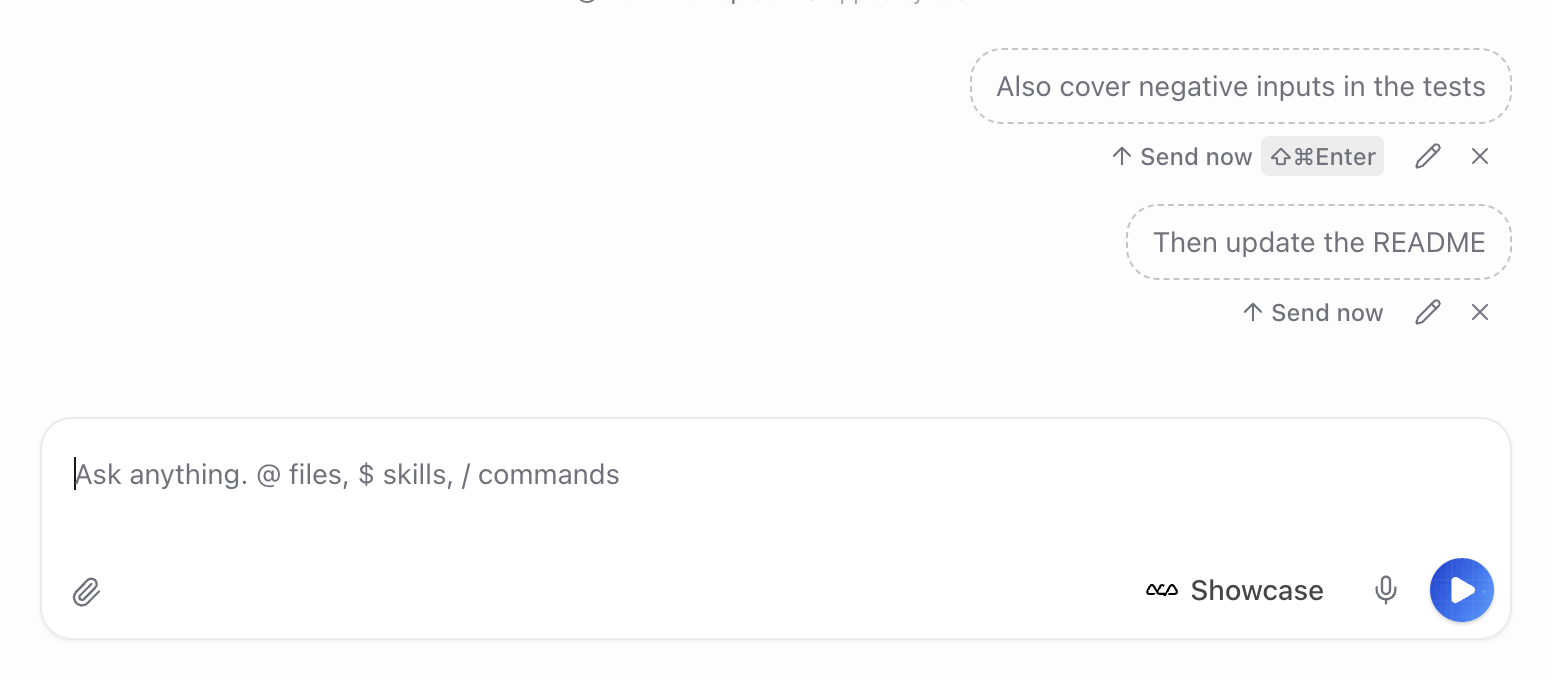 Also cover negative inputs in the tests
↑ Send now ⇧⌘Enter
Then update the README
↑ Send now
Ask anything. @ files, $ skills, / commands
Showcase